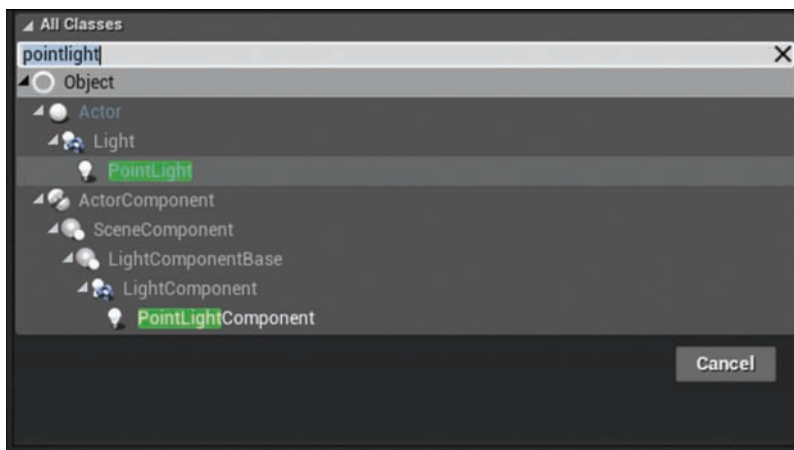 All Classes
pointlight
Object
Actor
Light
PointLight
ActorComponent
SceneComponent
LightComponentBase
LightComponent
PointLightComponent
Cancel